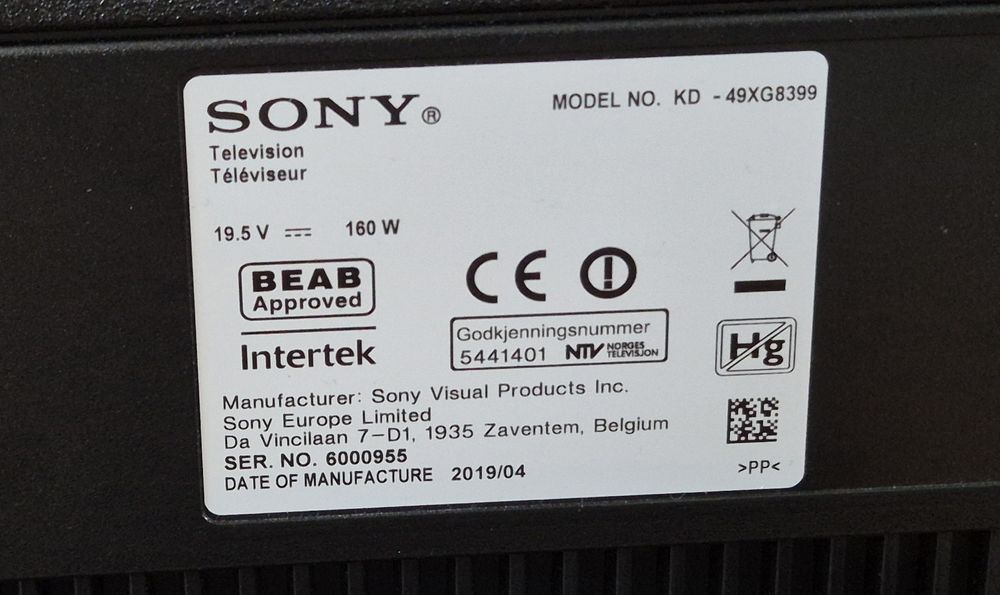 SONY®
MODEL NO. KD - 49XG8399
Television
Téléviseur
19.5 V ⎓ 160 W
BEAB
Approved
Intertek
CE
Godkjenningsnummer
5441401 NTV NORGES TELEVISJON
Hg
Manufacturer: Sony Visual Products Inc.
Sony Europe Limited
Da Vincilaan 7-D1, 1935 Zaventem, Belgium
SER. NO. 6000955
DATE OF MANUFACTURE 2019/04
>PP<